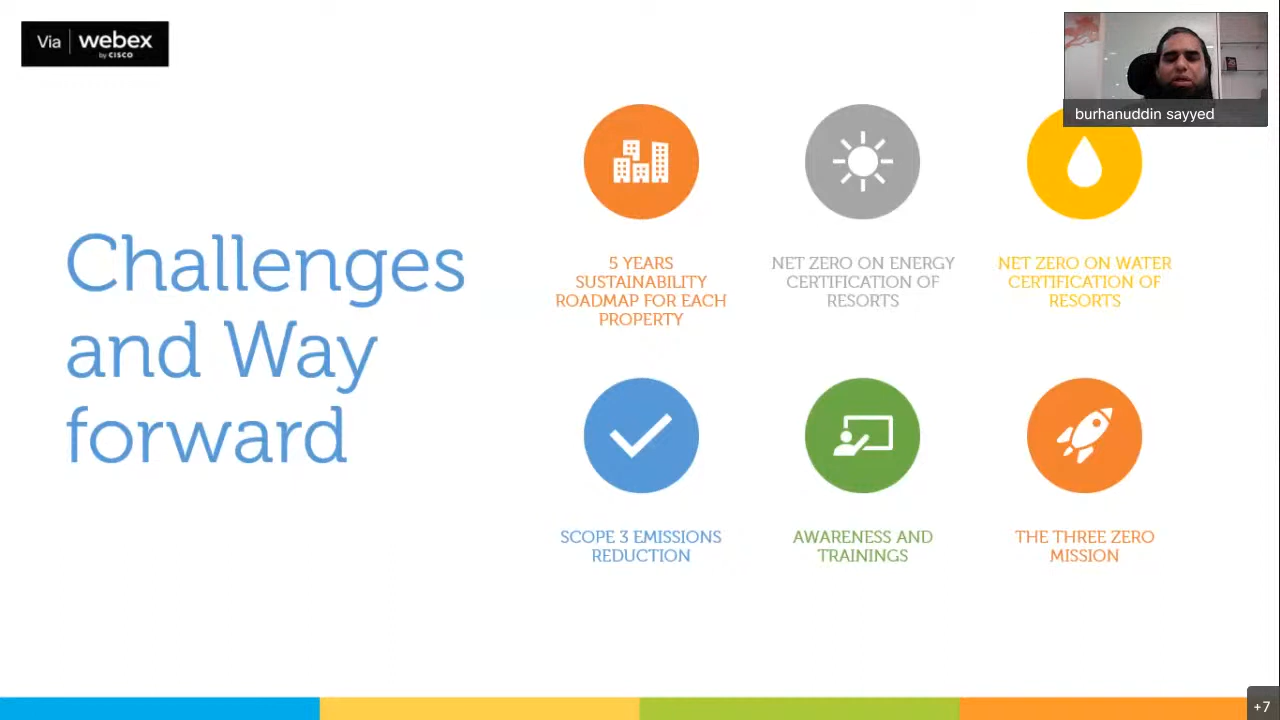 Via webex
by CISCO
burhanuddin sayyed
Challenges
and Way
forward
5 YEARS
SUSTAINABILITY
ROADMAP FOR EACH
PROPERTY
NET ZERO ON ENERGY
CERTIFICATION OF
RESORTS
NET ZERO ON WATER
CERTIFICATION OF
RESORTS
SCOPE 3 EMISSIONS
REDUCTION
AWARENESS AND
TRAININGS
THE THREE ZERO
MISSION
+7